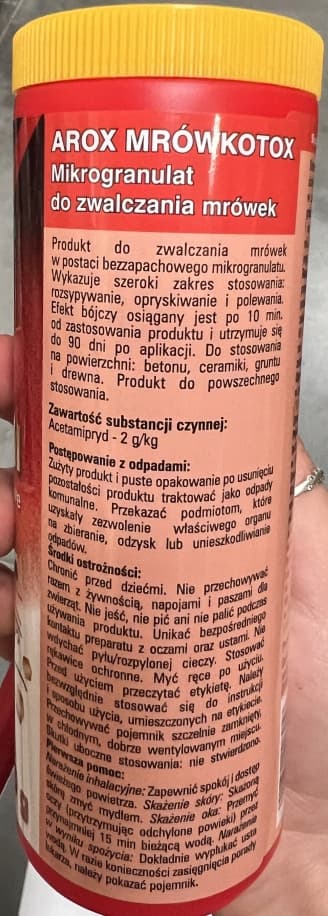 AROX MRÓWKOTOX
Mikrogranulat
do zwalczania mrówek
Produkt do zwalczania mrówek
w postaci bezzapachowego mikrogranulatu.
Wykazuje szeroki zakres stosowania:
rozsypywanie, opryskiwanie i polewanie.
Efekt bójczy osiągany jest po 10 min.
od zastosowania produktu i utrzymuje się
do 90 dni po aplikacji. Do stosowania
na powierzchni: betonu, ceramiki, gruntu
i drewna. Produkt do powszechnego
stosowania.
Zawartość substancji czynnej:
Acetamipryd - 2 g/kg
Postępowanie z odpadami:
Zużyty produkt i puste opakowanie po usunięciu
pozostałości produktu traktować jako odpady
komunalne. Przekazać podmiotom, które
uzyskały zezwolenie właściwego organu
na zbieranie, odzysk lub unieszkodliwianie
odpadów.
Środki ostrożności:
Chronić przed dziećmi. Nie przechowywać
razem z żywnością, napojami i paszami dla
zwierząt. Nie jeść, nie pić ani nie palić podczas
używania produktu. Unikać bezpośredniego
kontaktu preparatu z oczami oraz ustami. Nie
wdychać pyłu/rozpylonej cieczy. Stosować
rękawice ochronne. Myć ręce po użyciu.
Przed użyciem przeczytać etykietę. Należy
bezwzględnie stosować się do instrukcji
i sposobu użycia, umieszczonych na etykiecie.
Przechowywać pojemnik szczelnie zamknięty,
w chłodnym, dobrze wentylowanym miejscu.
Skutki uboczne stosowania: nie stwierdzono.
Pierwsza pomoc:
Narażenie inhalacyjne: Zapewnić spokój i dostęp
świeżego powietrza. Skażenie skóry: Skażoną
skórę zmyć mydłem. Skażenie oka: Przemyć
oczy (przytrzymując odchylone powieki) przez
przynajmniej 15 min bieżącą wodą. Narażenie
w wyniku spożycia: Dokładnie wypłukać usta
wodą. W razie konieczności zasięgnięcia porady
lekarza, należy pokazać pojemnik.